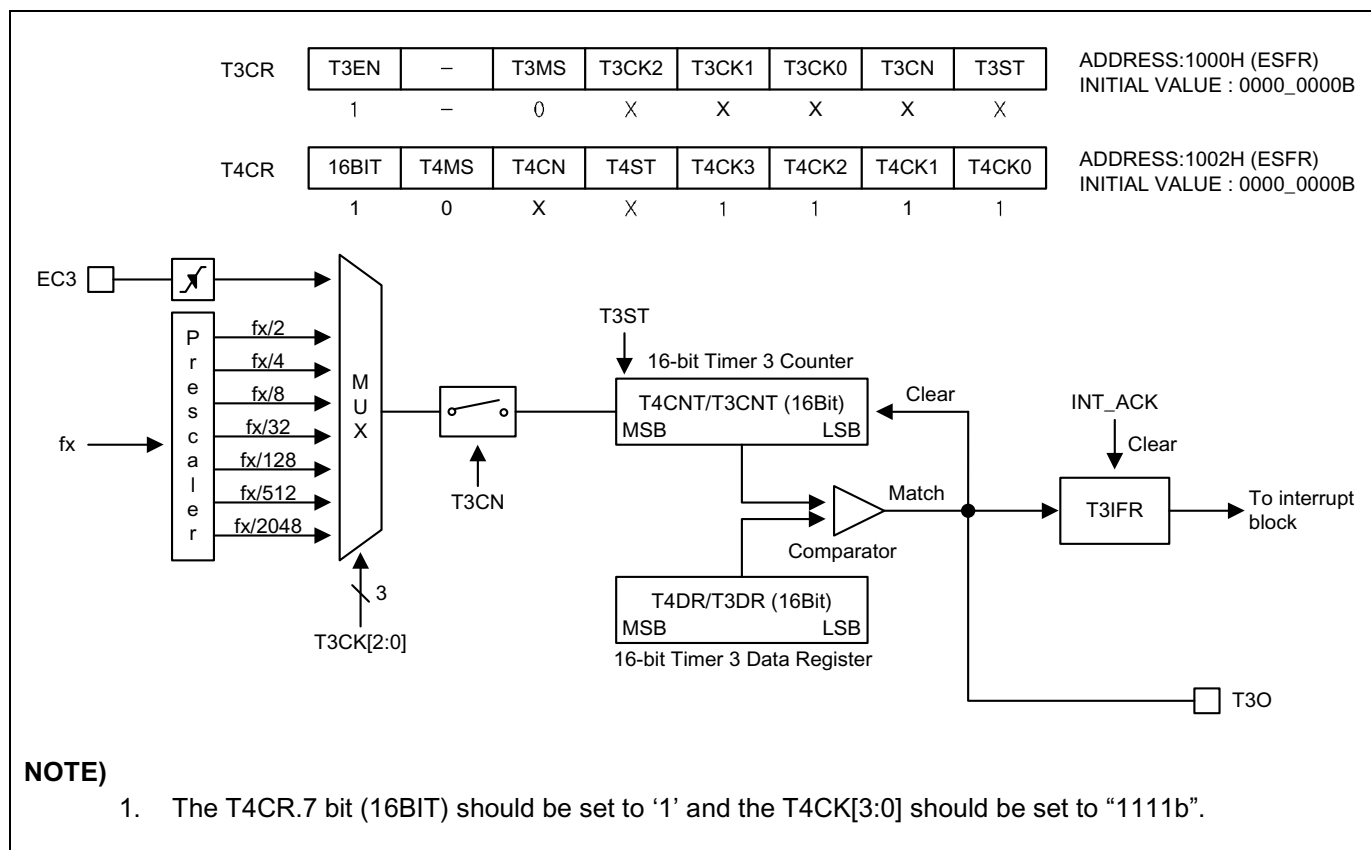 T3CR T3EN – T3MS T3CK2 T3CK1 T3CK0 T3CN T3ST ADDRESS:1000H (ESFR)
INITIAL VALUE : 0000_0000B
1 – 0 X X X X X
T4CR 16BIT T4MS T4CN T4ST T4CK3 T4CK2 T4CK1 T4CK0 ADDRESS:1002H (ESFR)
INITIAL VALUE : 0000_0000B
1 0 X X 1 1 1 1
EC3
fx
Prescaler
fx/2
fx/4
fx/8
fx/32
fx/128
fx/512
fx/2048
MUX
3
T3CK[2:0]
T3CN
T3ST
16-bit Timer 3 Counter
T4CNT/T3CNT (16Bit)
MSB LSB
Clear
Comparator
Match
T4DR/T3DR (16Bit)
MSB LSB
16-bit Timer 3 Data Register
INT_ACK
Clear
T3IFR
To interrupt
block
T3O
NOTE)
1. The T4CR.7 bit (16BIT) should be set to ‘1’ and the T4CK[3:0] should be set to “1111b”.